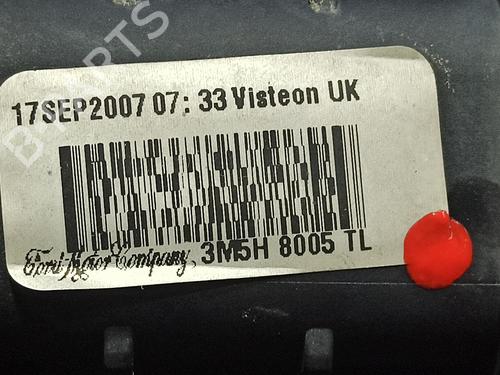 17SEP2007 07: 33 Visteon UK
Ford Motor Company, 3M5H 8005 TL